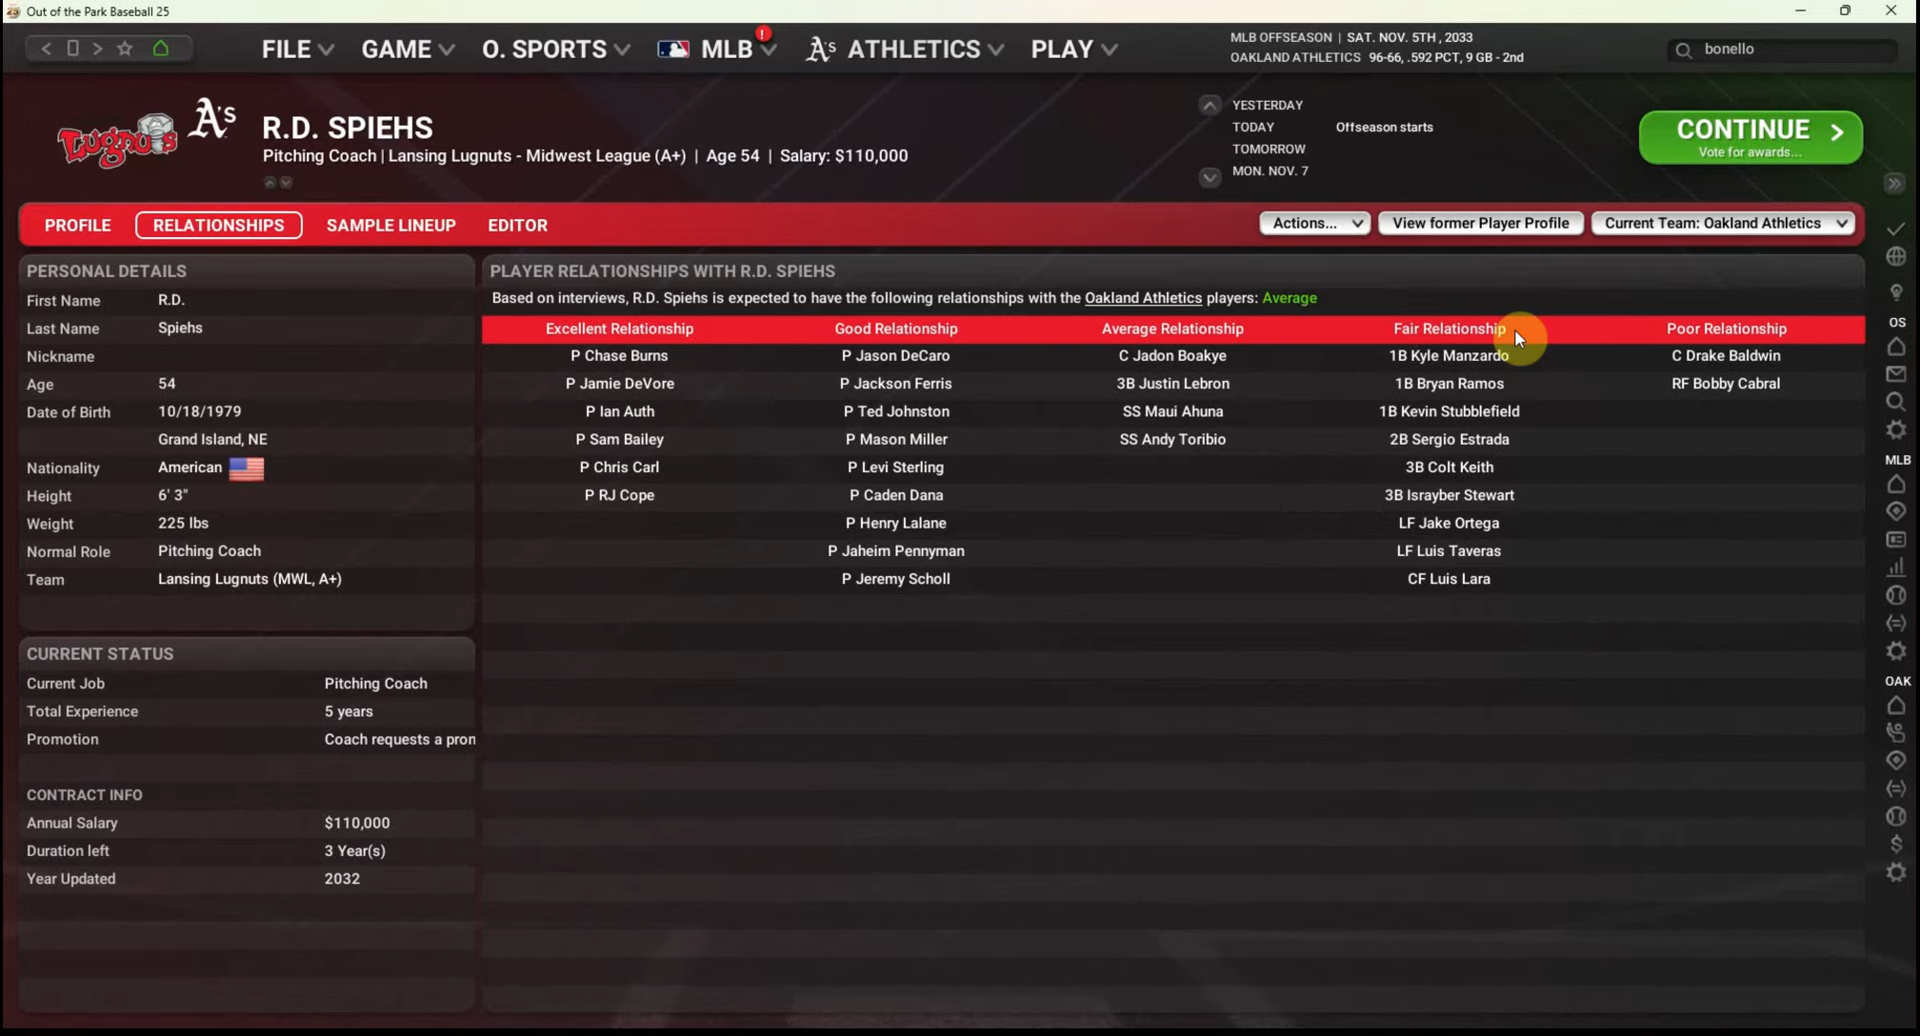 Out of the Park Baseball 25
FILE GAME O. SPORTS MLB ! A's ATHLETICS PLAY
MLB OFFSEASON | SAT. NOV. 5TH , 2033
OAKLAND ATHLETICS 96-66, .592 PCT, 9 GB - 2nd
bonello
Lugnuts A's
R.D. SPIEHS
Pitching Coach | Lansing Lugnuts - Midwest League (A+) | Age 54 | Salary: $110,000
YESTERDAY
TODAY Offseason starts
TOMORROW
MON. NOV. 7
CONTINUE
Vote for awards...
PROFILE RELATIONSHIPS SAMPLE LINEUP EDITOR
Actions... View former Player Profile Current Team: Oakland Athletics
PERSONAL DETAILS
First Name R.D.
Last Name Spiehs
Nickname
Age 54
Date of Birth 10/18/1979
Grand Island, NE
Nationality American
Height 6' 3"
Weight 225 lbs
Normal Role Pitching Coach
Team Lansing Lugnuts (MWL, A+)
CURRENT STATUS
Current Job Pitching Coach
Total Experience 5 years
Promotion Coach requests a pron
CONTRACT INFO
Annual Salary $110,000
Duration left 3 Year(s)
Year Updated 2032
PLAYER RELATIONSHIPS WITH R.D. SPIEHS
Based on interviews, R.D. Spiehs is expected to have the following relationships with the Oakland Athletics players: Average
Excellent Relationship Good Relationship Average Relationship Fair Relationship Poor Relationship
P Chase Burns P Jason DeCaro C Jadon Boakye 1B Kyle Manzardo C Drake Baldwin
P Jamie DeVore P Jackson Ferris 3B Justin Lebron 1B Bryan Ramos RF Bobby Cabral
P Ian Auth P Ted Johnston SS Maui Ahuna 1B Kevin Stubblefield
P Sam Bailey P Mason Miller SS Andy Toribio 2B Sergio Estrada
P Chris Carl P Levi Sterling 3B Colt Keith
P RJ Cope P Caden Dana 3B Israyber Stewart
P Henry Lalane LF Jake Ortega
P Jaheim Pennyman LF Luis Taveras
P Jeremy Scholl CF Luis Lara
OS
MLB
OAK